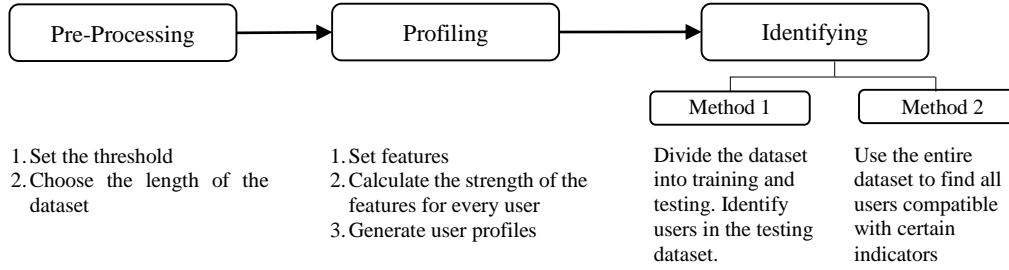 Pre-Processing
Profiling
Identifying
Method 1
Method 2
1. Set the threshold
2. Choose the length of the
dataset
1. Set features
2. Calculate the strength of the
features for every user
3. Generate user profiles
Divide the dataset
into training and
testing. Identify
users in the testing
dataset.
Use the entire
dataset to find all
users compatible
with certain
indicators